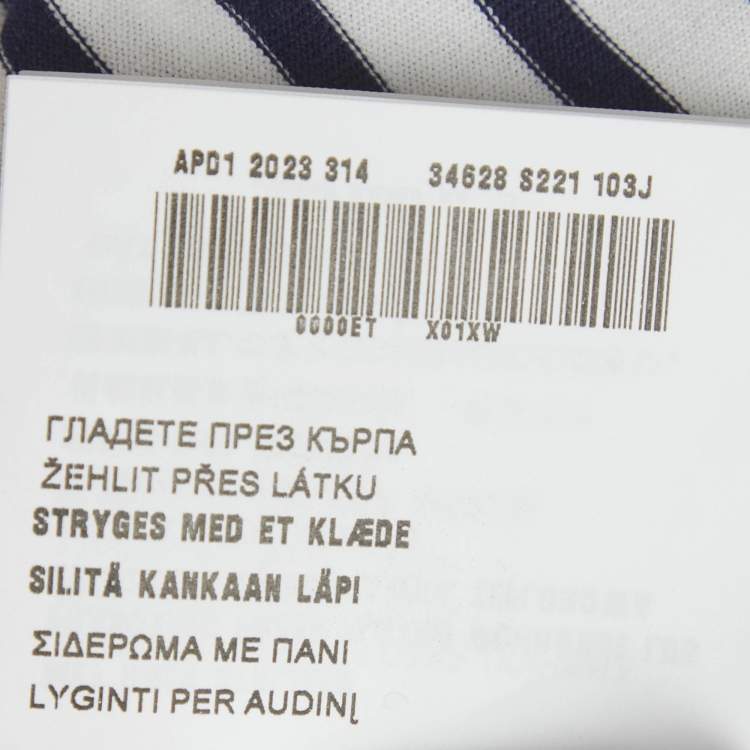 APD1 2023 314 34628 S221 103J
0000ET X01XW
ГЛАДЕТЕ ПРЕЗ КЪРПА
ŽEHLIT PŘES LÁTKU
STRYGES MED ET KLÆDE
SILITÄ KANKAAN LÄPI
ΣΙΔΕΡΩΜΑ ΜΕ ΠΑΝΙ
LYGINTI PER AUDINĮ